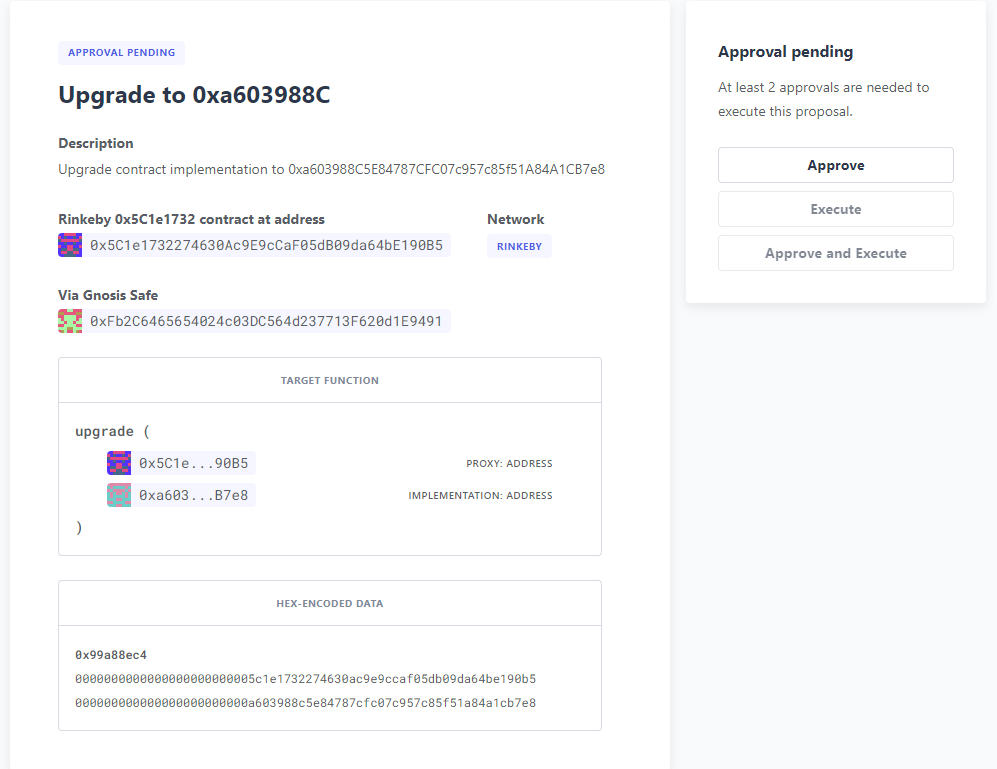 APPROVAL PENDING
Upgrade to 0xa603988C
Description
Upgrade contract implementation to 0xa603988C5E84787CFC07c957c85f51A84A1CB7e8
Rinkeby 0x5C1e1732 contract at address
0x5C1e1732274630Ac9E9cCaF05dB09da64bE190B5
Network
RINKEBY
Via Gnosis Safe
0xFb2C6465654024c03DC564d237713F620d1E9491
TARGET FUNCTION
upgrade (
0x5C1e...90B5 PROXY: ADDRESS
0xa603...B7e8 IMPLEMENTATION: ADDRESS
)
HEX-ENCODED DATA
0x99a88ec4
0000000000000000000000005c1e1732274630ac9e9ccaf05db09da64be190b5
000000000000000000000000a603988c5e84787cfc07c957c85f51a84a1cb7e8
Approval pending
At least 2 approvals are needed to
execute this proposal.
Approve
Execute
Approve and Execute